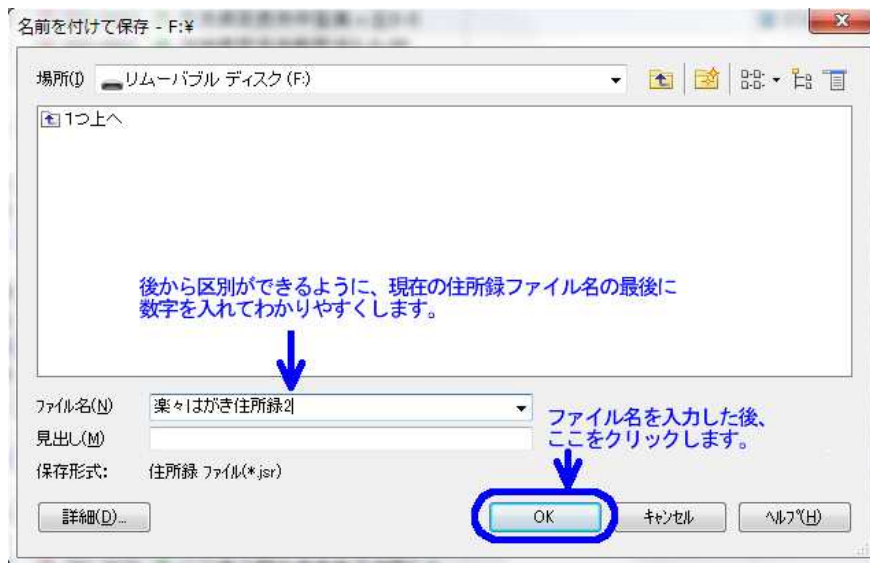 名前を付けて保存 - F:¥
場所(I) リムーバブル ディスク (F:)
1つ上へ
後から区別ができるように、現在の住所録ファイル名の最後に
数字を入れてわかりやすくします。
ファイル名(N) 楽々はがき住所録2
ファイル名を入力した後、
ここをクリックします。
見出し(M)
保存形式: 住所録 ファイル(*.jsr)
詳細(D)... OK キャンセル ヘルプ(H)